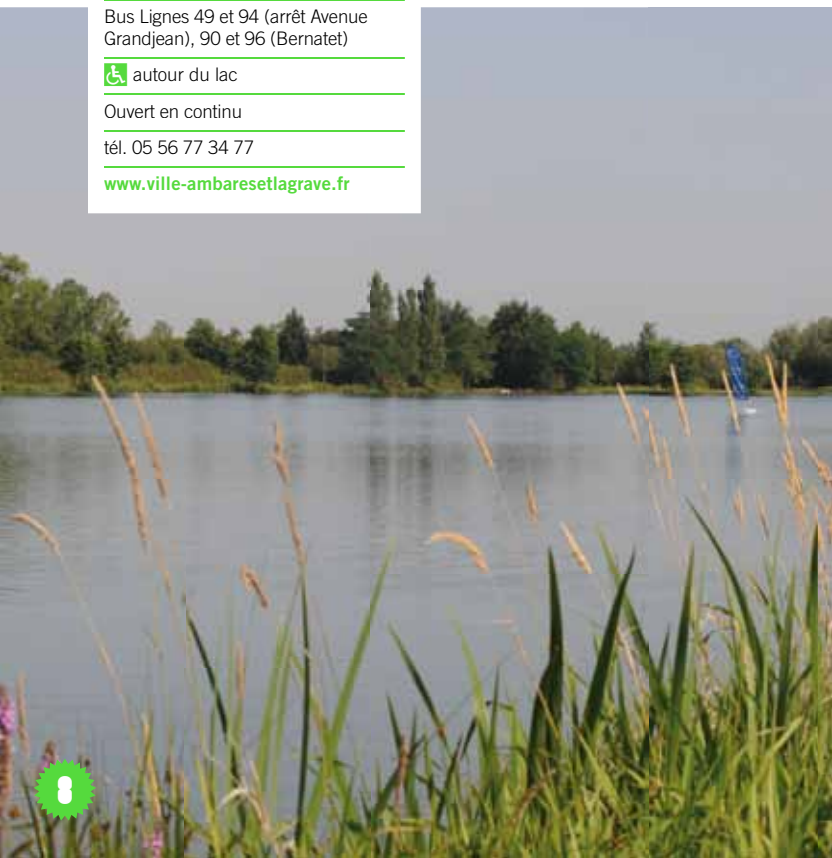 Bus Lignes 49 et 94 (arrêt Avenue
Grandjean), 90 et 96 (Bernatet)
autour du lac
Ouvert en continu
tél. 05 56 77 34 77
www.ville-ambaresetlagrave.fr
8